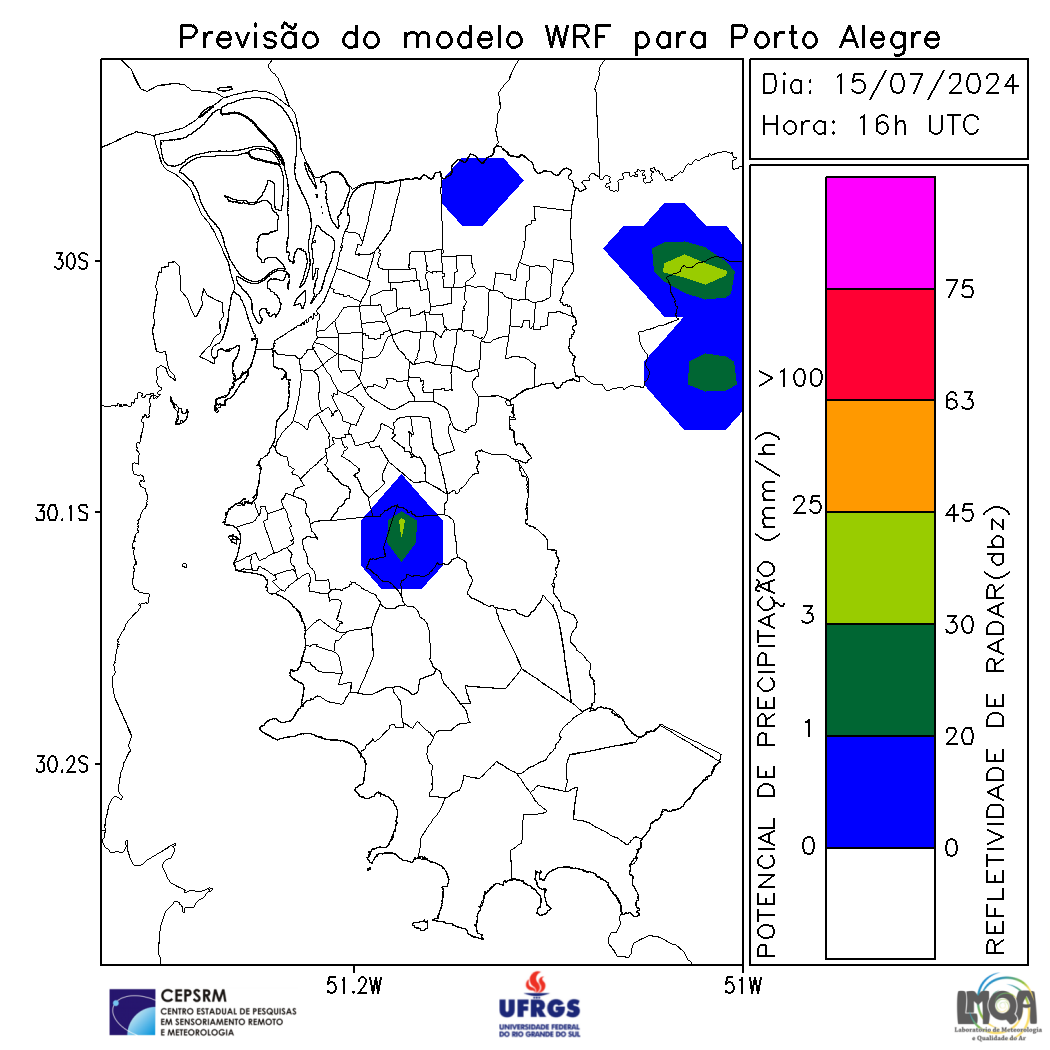 Previsão do modelo WRF para Porto Alegre
Dia: 15/07/2024
Hora: 16h UTC
30S
30.1S
30.2S
51.2W
51W
POTENCIAL DE PRECIPITAÇÃO (mm/h)
>100
25
3
1
0
75
63
45
30
20
0
REFLETIVIDADE DE RADAR(dbz)
CEPSRM
CENTRO ESTADUAL DE PESQUISAS
EM SENSORIAMENTO REMOTO
E METEOROLOGIA
UFRGS
UNIVERSIDADE FEDERAL
DO RIO GRANDE DO SUL
LMQA
Laboratório de Meteorologia
e Qualidade do Ar